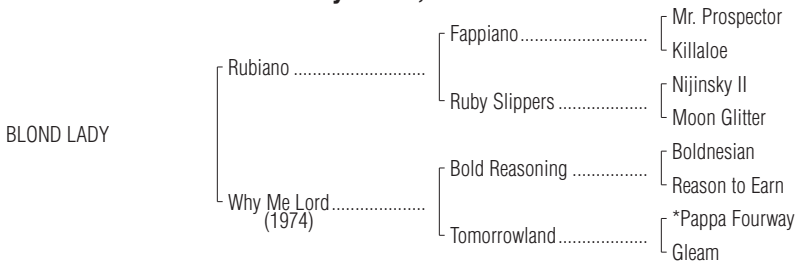 Mr. Prospector
Fappiano
Killaloe
Rubiano
Nijinsky II
Ruby Slippers
Moon Glitter
BLOND LADY
Boldnesian
Bold Reasoning
Reason to Earn
Why Me Lord
(1974)
*Pappa Fourway
Tomorrowland
Gleam